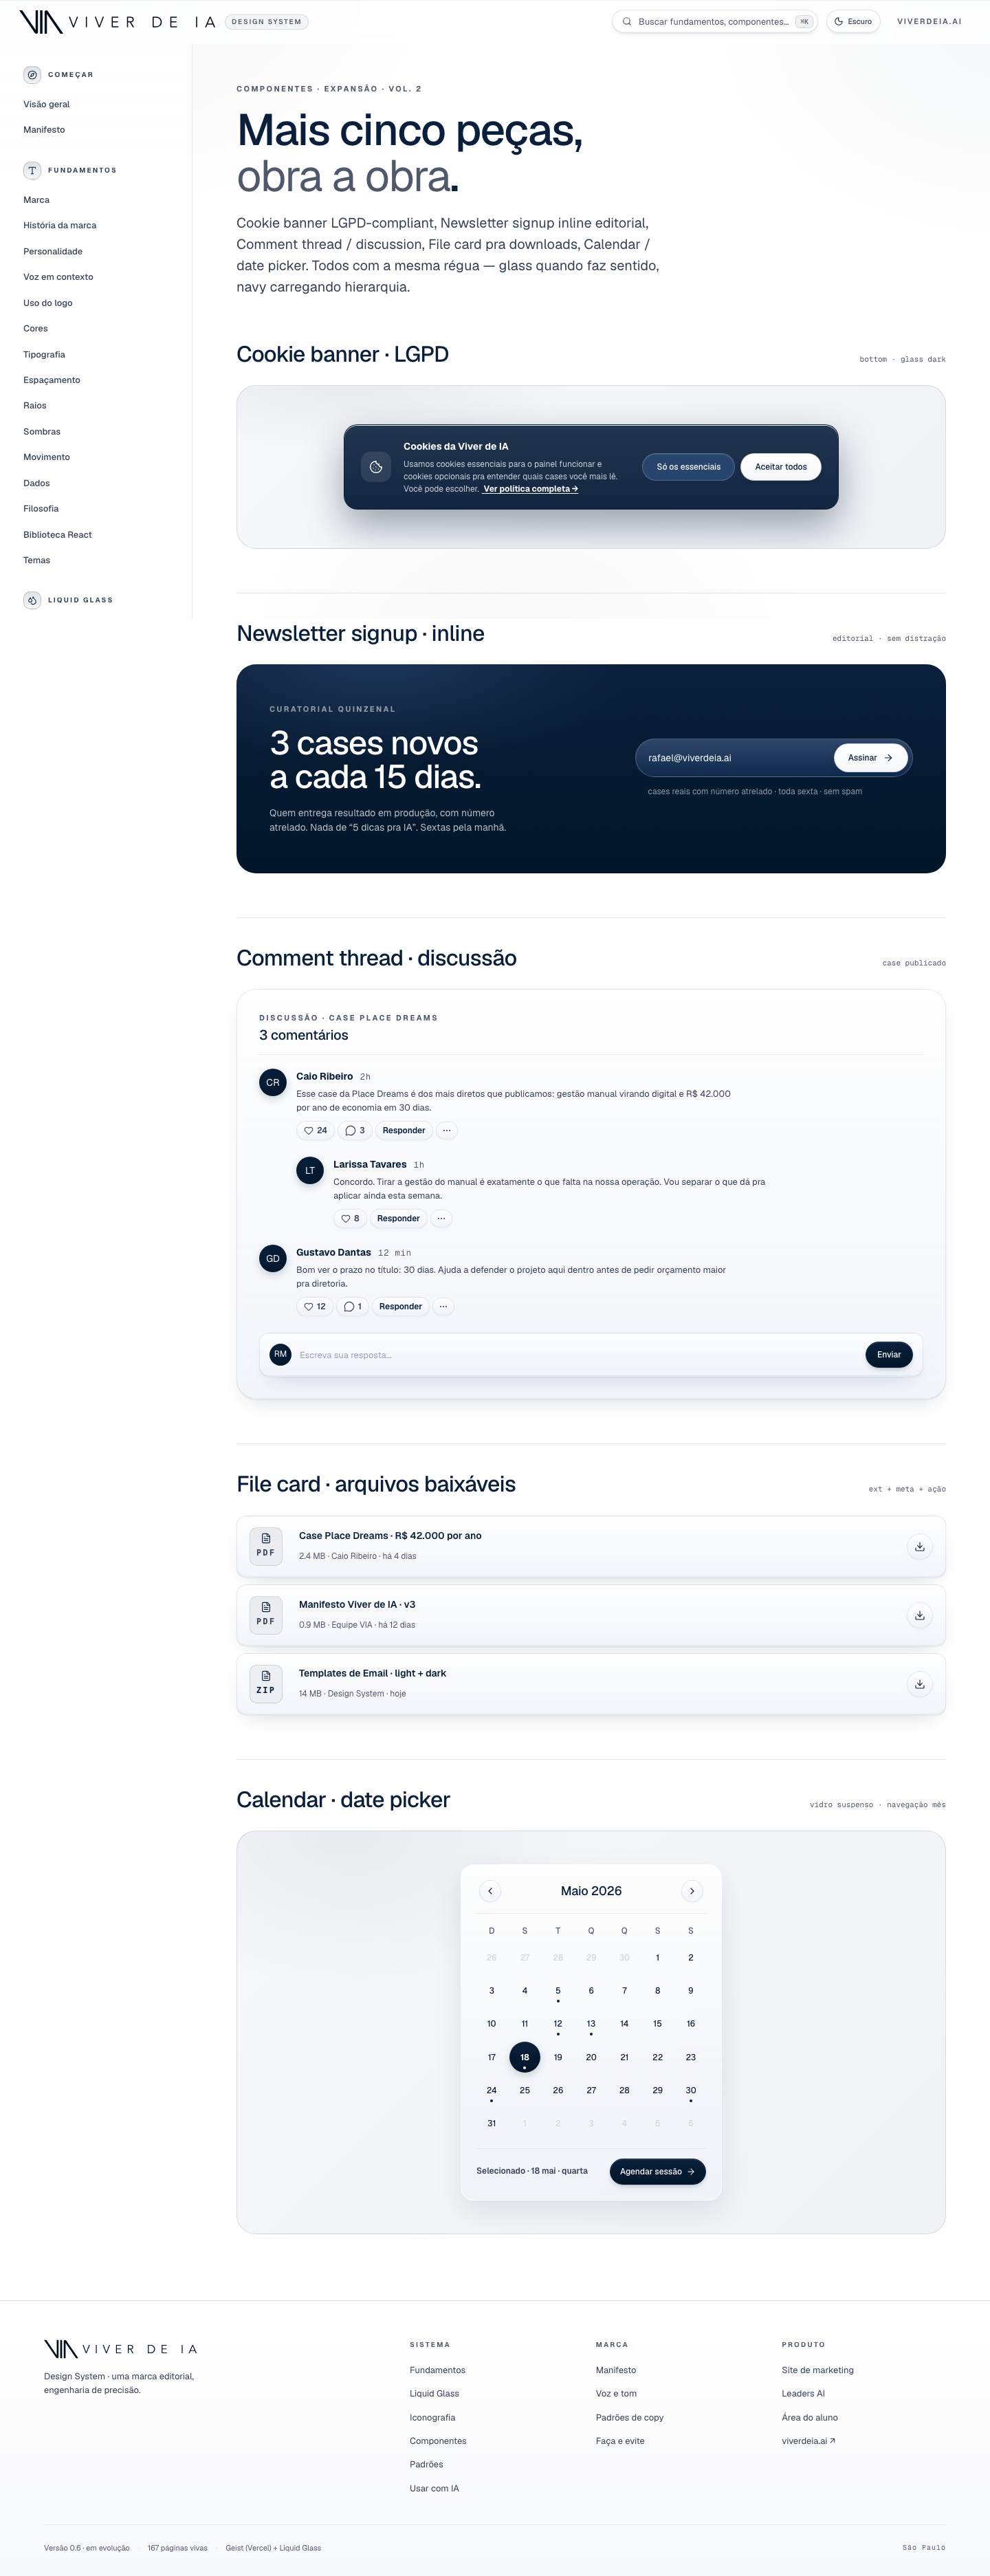 VIVER DE IA
DESIGN SYSTEM
Buscar fundamentos, componentes...
⌘K
Escuro
VIVERDEIA.AI
COMEÇAR
Visão geral
Manifesto
FUNDAMENTOS
Marca
História da marca
Personalidade
Voz em contexto
Uso do logo
Cores
Tipografia
Espaçamento
Raios
Sombras
Movimento
Dados
Filosofia
Biblioteca React
Temas
LIQUID GLASS
COMPONENTES · EXPANSÃO · VOL. 2
Mais cinco peças,
obra a obra.
Cookie banner LGPD-compliant, Newsletter signup inline editorial,
Comment thread / discussion, File card pra downloads, Calendar /
date picker. Todos com a mesma régua — glass quando faz sentido,
navy carregando hierarquia.
Cookie banner · LGPD
bottom · glass dark
Cookies da Viver de IA
Usamos cookies essenciais para o painel funcionar e
cookies opcionais pra entender quais cases você mais lê.
Você pode escolher. Ver política completa →
Só os essenciais
Aceitar todos
Newsletter signup · inline
editorial · sem distração
CURATORIAL QUINZENAL
3 cases novos
a cada 15 dias.
Quem entrega resultado em produção, com número
atrelado. Nada de "5 dicas pra IA". Sextas pela manhã.
rafael@viverdeia.ai
Assinar →
cases reais com número atrelado · toda sexta · sem spam
Comment thread · discussão
case publicado
DISCUSSÃO · CASE PLACE DREAMS
3 comentários
CR
Caio Ribeiro 2h
Esse case da Place Dreams é dos mais diretos que publicamos: gestão manual virando digital e R$ 42.000
por ano de economia em 30 dias.
24 3 Responder ···
LT
Larissa Tavares 1h
Concordo. Tirar a gestão do manual é exatamente o que falta na nossa operação. Vou separar o que dá pra
aplicar ainda esta semana.
8 Responder ···
GD
Gustavo Dantas 12 min
Bom ver o prazo no título: 30 dias. Ajuda a defender o projeto aqui dentro antes de pedir orçamento maior
pra diretoria.
12 1 Responder ···
RM
Escreva sua resposta...
Enviar
File card · arquivos baixáveis
ext + meta + ação
PDF
Case Place Dreams · R$ 42.000 por ano
2.4 MB · Caio Ribeiro · há 4 dias
PDF
Manifesto Viver de IA · v3
0.9 MB · Equipe VIA · há 12 dias
ZIP
Templates de Email · light + dark
14 MB · Design System · hoje
Calendar · date picker
vidro suspenso · navegação mês
Maio 2026
D S T Q Q S S
26 27 28 29 30 1 2
3 4 5 6 7 8 9
10 11 12 13 14 15 16
17 18 19 20 21 22 23
24 25 26 27 28 29 30
31 1 2 3 4 5 6
Selecionado · 18 mai · quarta
Agendar sessão →
VIVER DE IA
Design System · uma marca editorial,
engenharia de precisão.
SISTEMA
Fundamentos
Liquid Glass
Iconografia
Componentes
Padrões
Usar com IA
MARCA
Manifesto
Voz e tom
Padrões de copy
Faça e evite
PRODUTO
Site de marketing
Leaders AI
Área do aluno
viverdeia.ai ↗
Versão 0.6 · em evolução · 167 páginas vivas · Geist (Vercel) + Liquid Glass
São Paulo